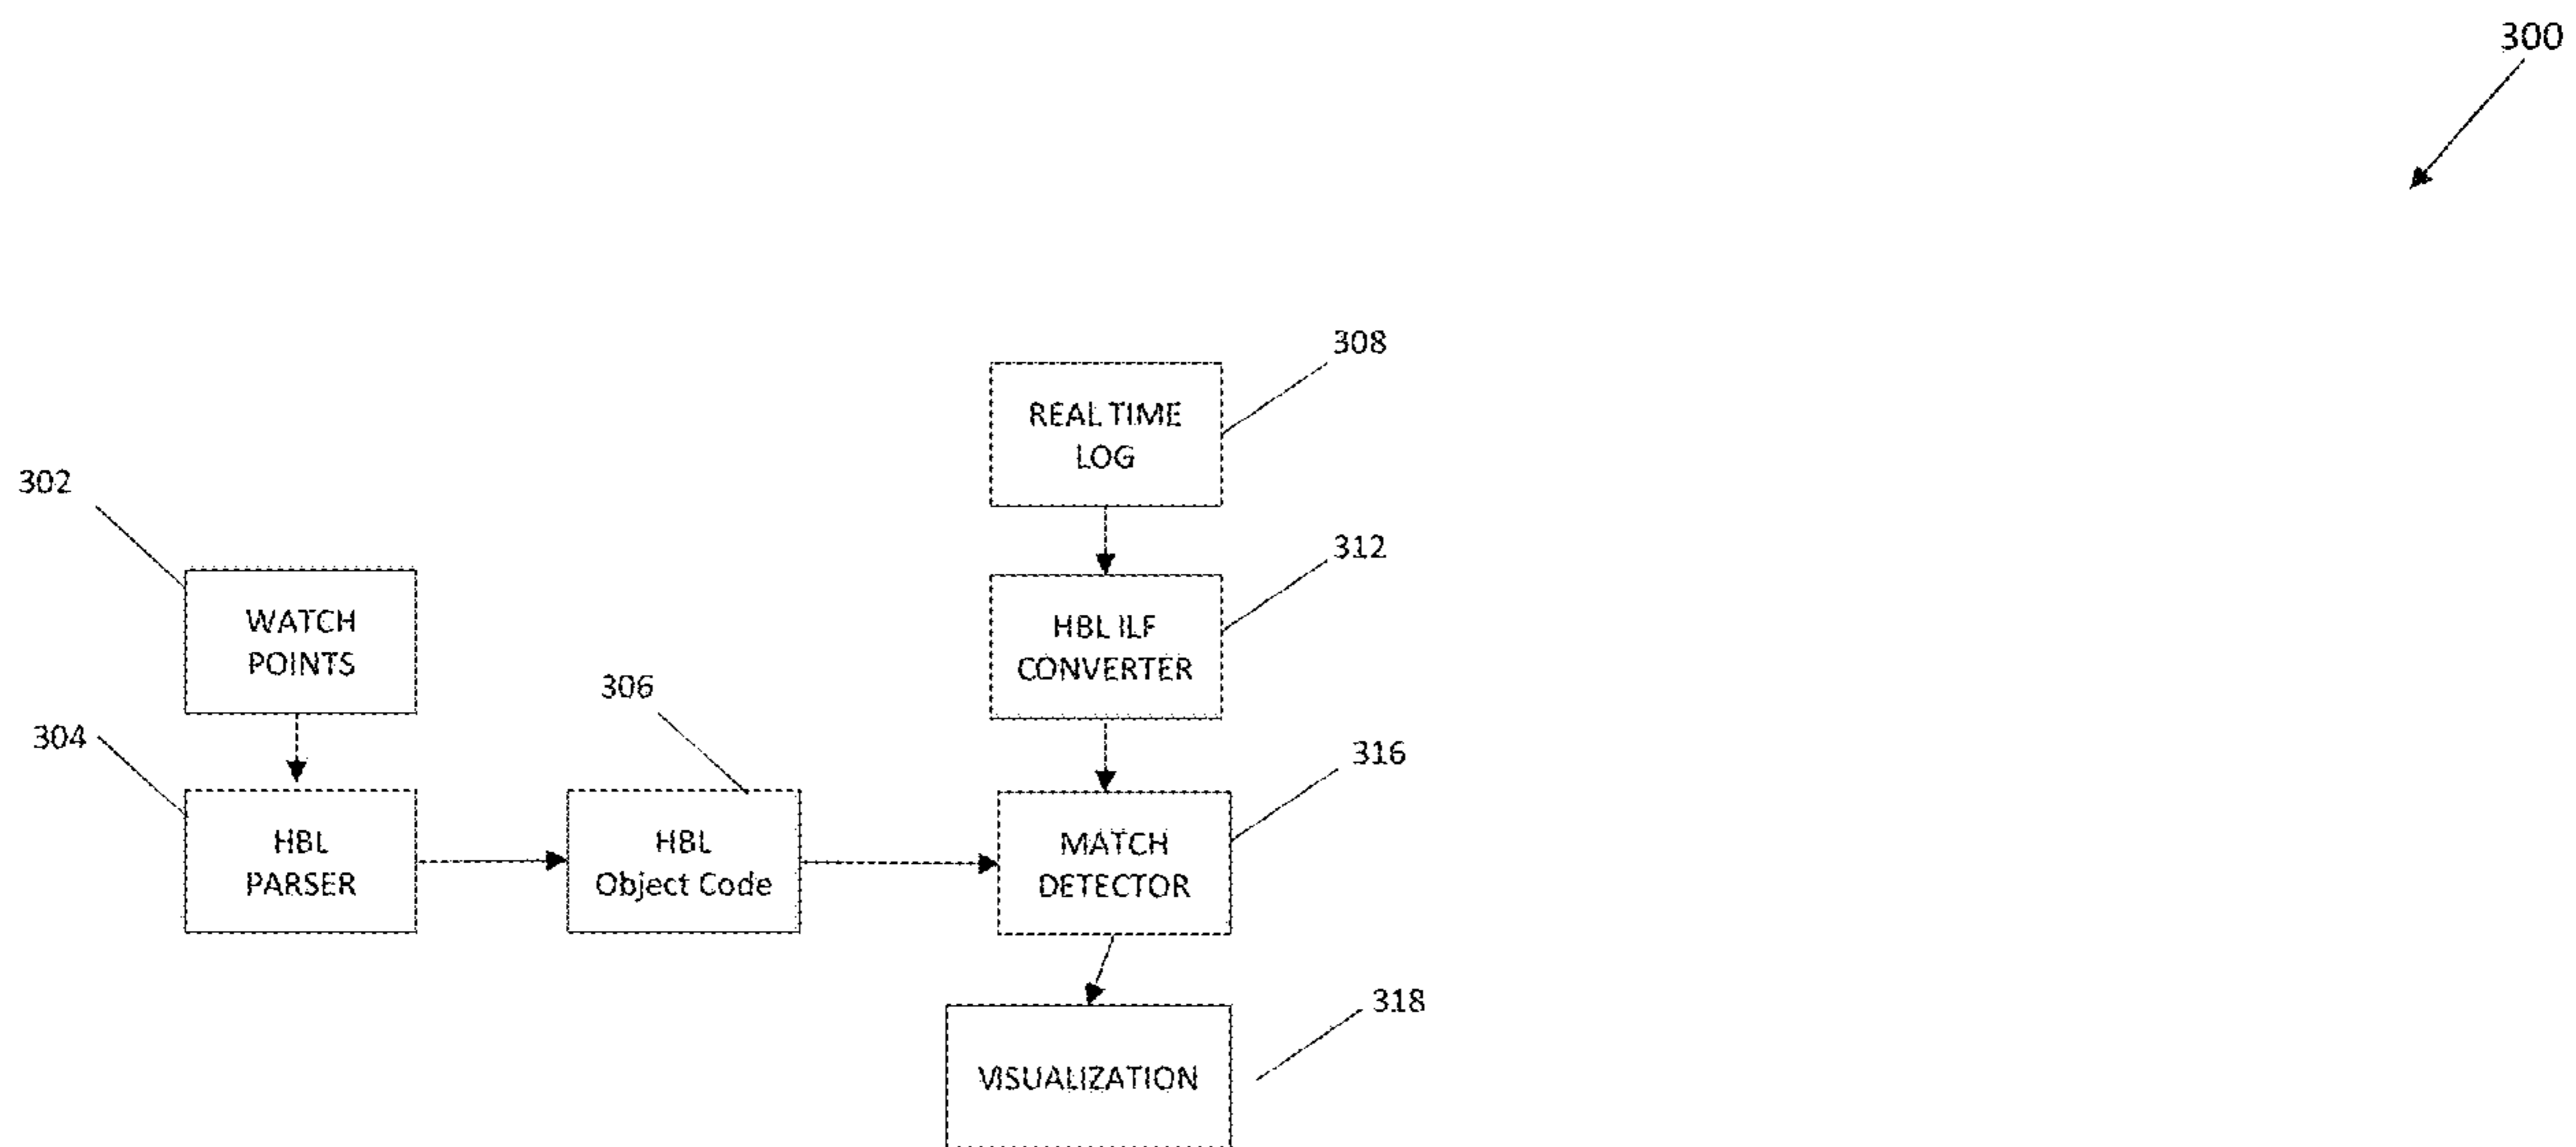 300
308
REAL TIME
LOG
302
312
WATCH
POINTS
HBL ILF
CONVERTER
306
304
316
HBL
PARSER
HBL
Object Code
MATCH
DETECTOR
318
VISUALIZATION